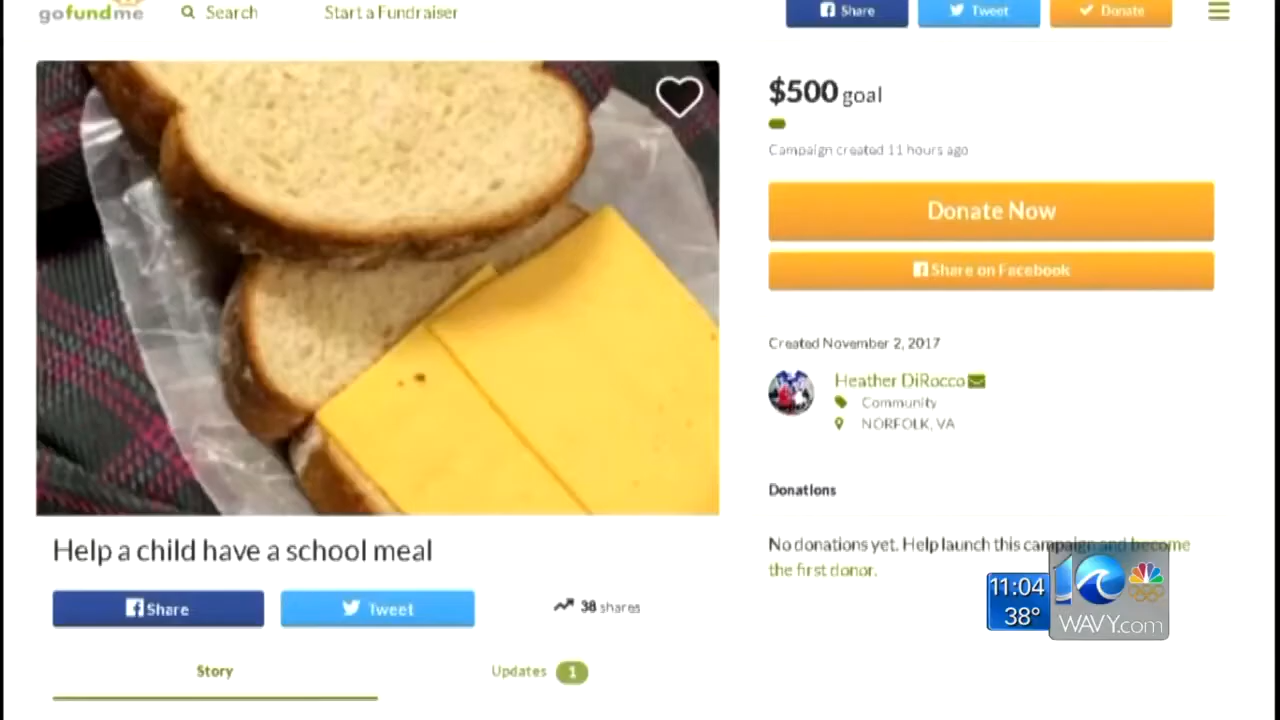 gofundme
Search
Start a Fundraiser
Share
Tweet
Donate
$500 goal
Campaign created 11 hours ago
Donate Now
Share on Facebook
Created November 2, 2017
Heather DiRocco
Community
NORFOLK, VA
Donations
No donations yet. Help launch this campaign and become
the first donor.
Help a child have a school meal
Share
Tweet
38 shares
Story
Updates 1
11:04
38°
10
WAVY.com